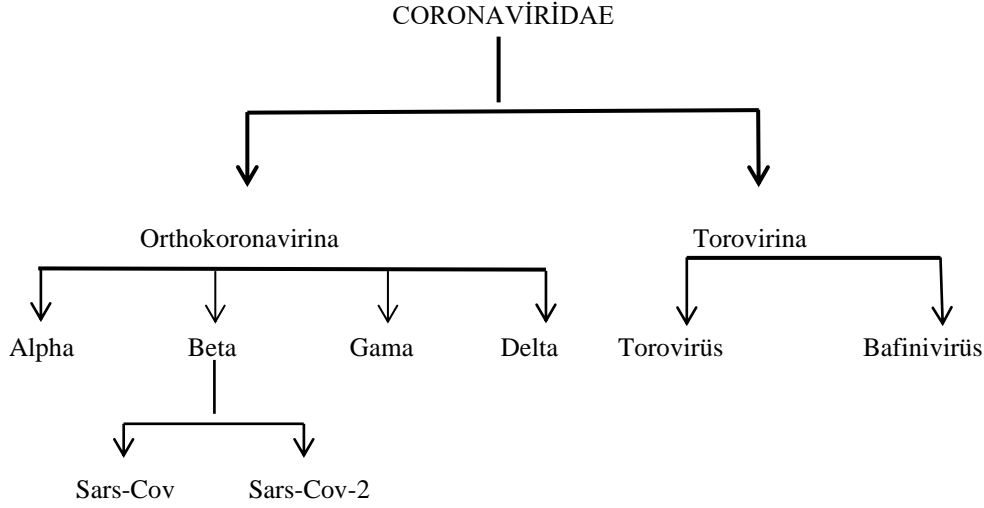 CORONAVİRİDAE
Orthokoronavirina Torovirina
Alpha Beta Gama Delta Torovirüs Bafinivirüs
Sars-Cov Sars-Cov-2